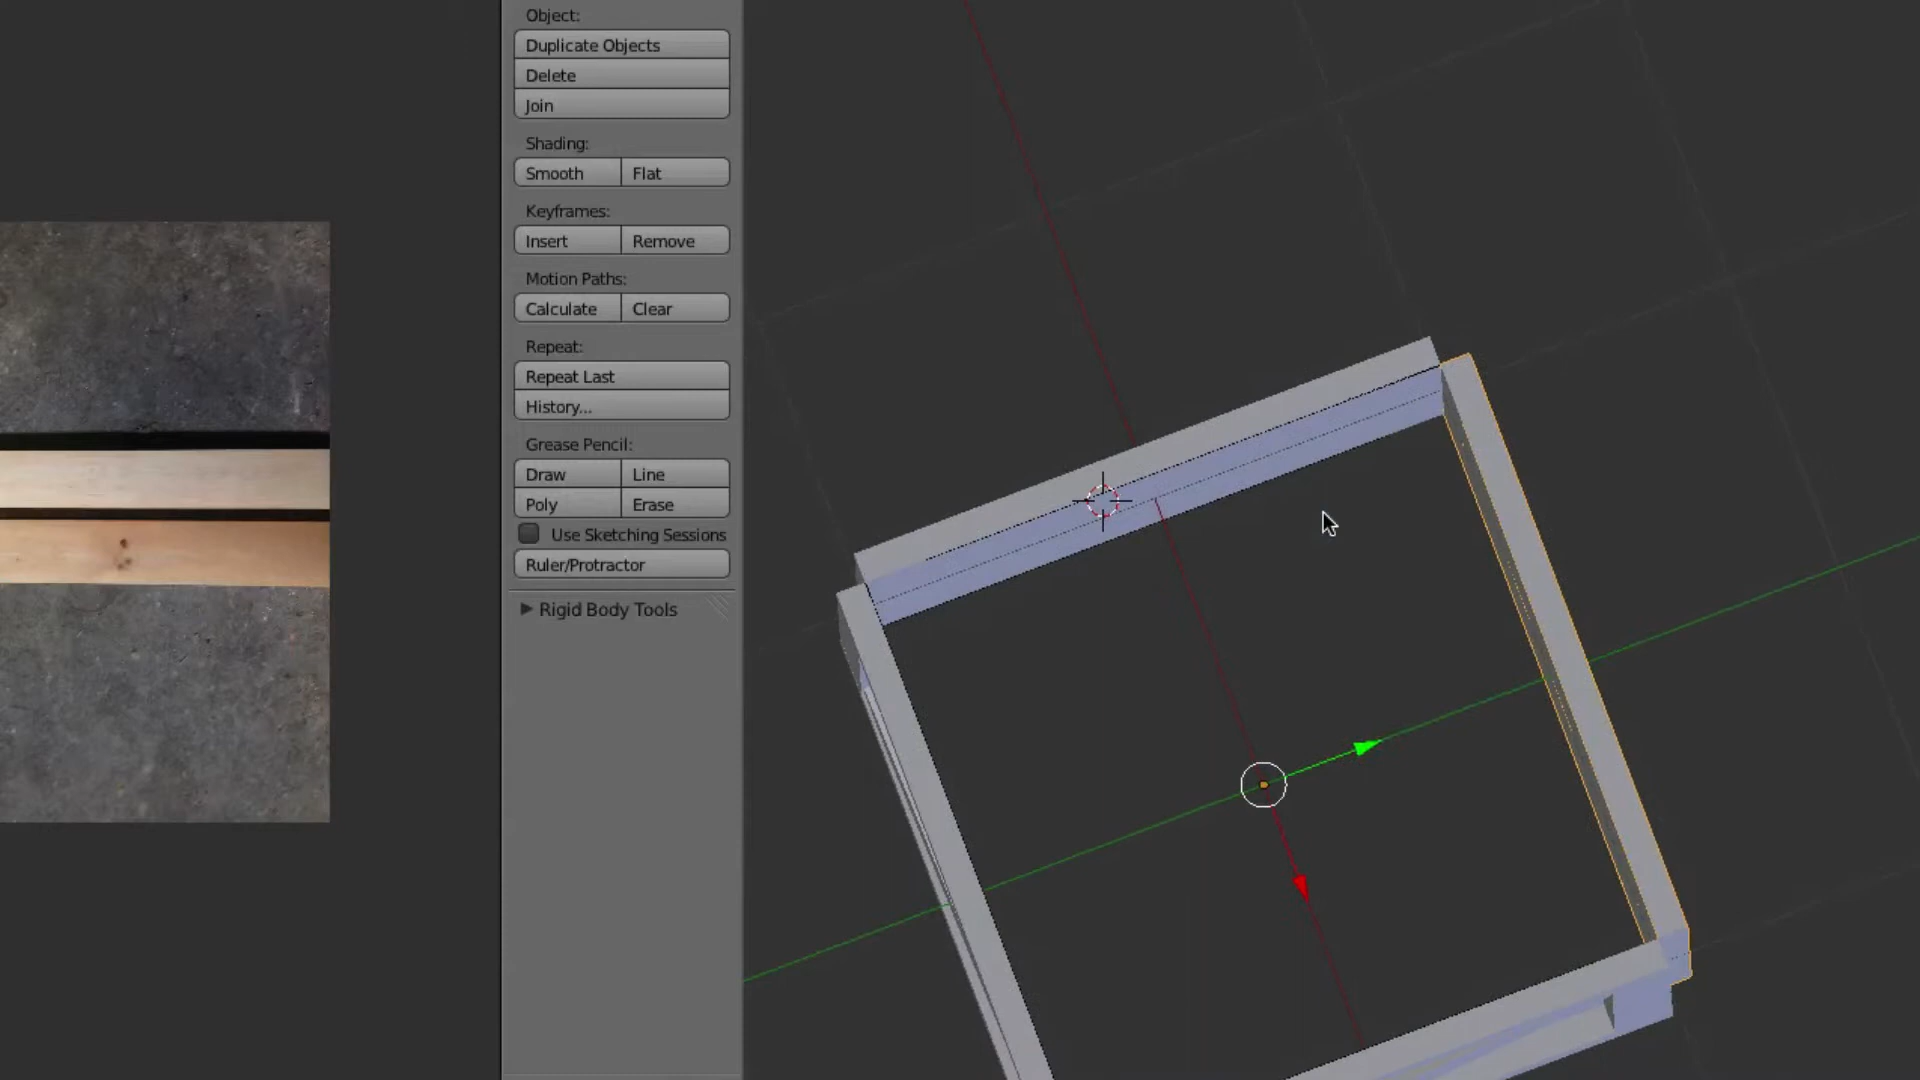 Object:
Duplicate Objects
Delete
Join
Shading:
Smooth Flat
Keyframes:
Insert Remove
Motion Paths:
Calculate Clear
Repeat:
Repeat Last
History...
Grease Pencil:
Draw Line
Poly Erase
Use Sketching Sessions
Ruler/Protractor
Rigid Body Tools